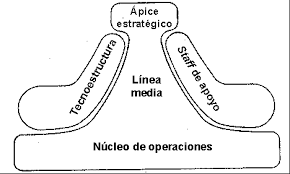 Ápice
estratégico
Tecnoestructura
Línea
media
Staff de apoyo
Núcleo de operaciones